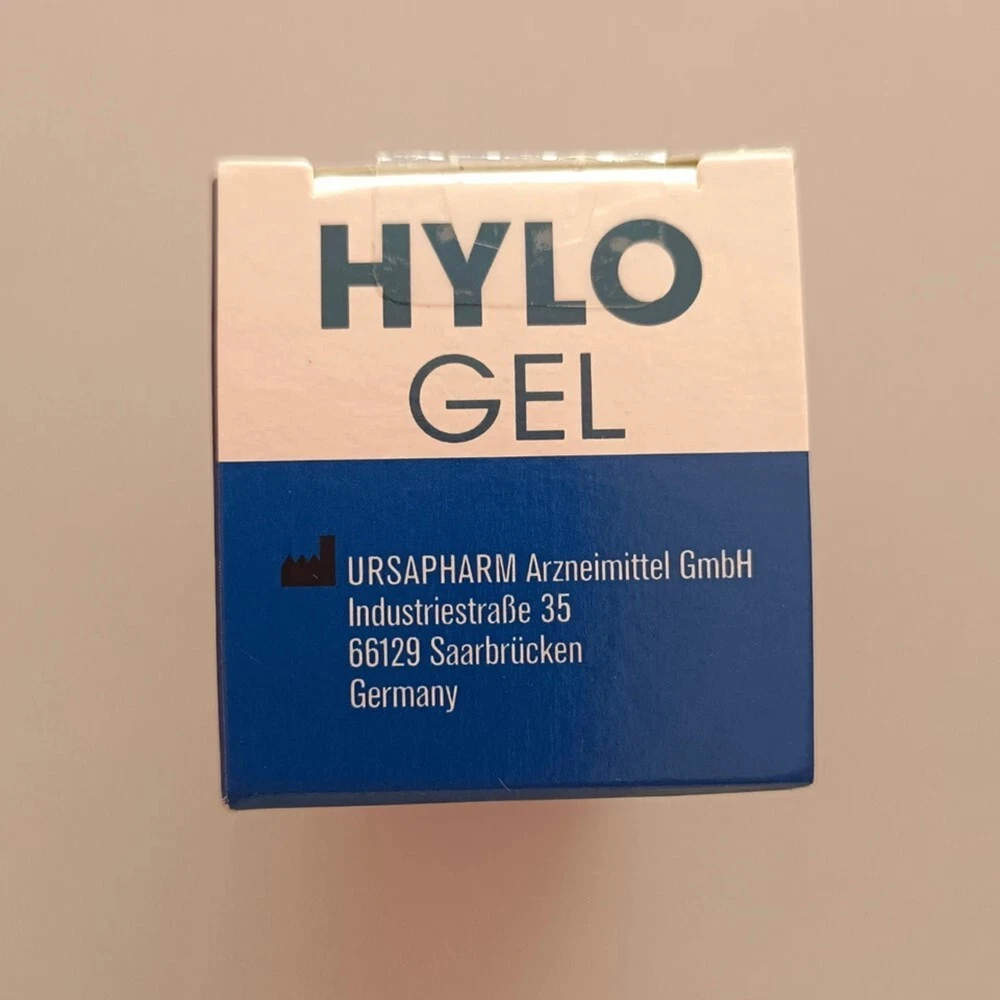 HYLO
GEL
URSAPHARM Arzneimittel GmbH
Industriestraße 35
66129 Saarbrücken
Germany